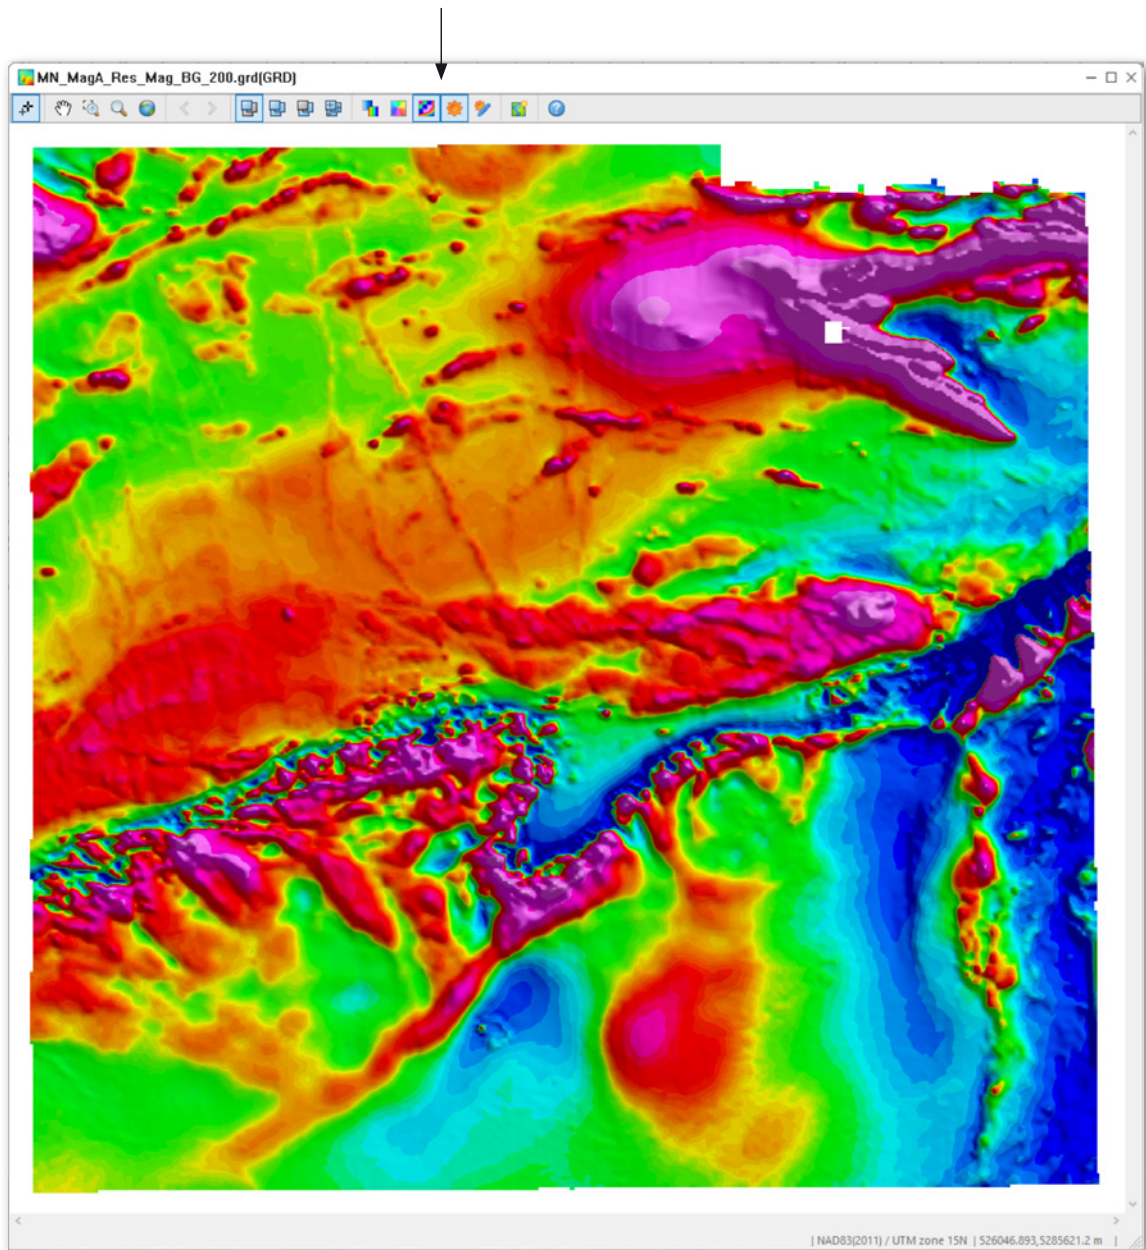 MN_MagA_Res_Mag_BG_200.grd(GRD)
| NAD83(2011) / UTM zone 15N | 526046.893,5285621.2 m |